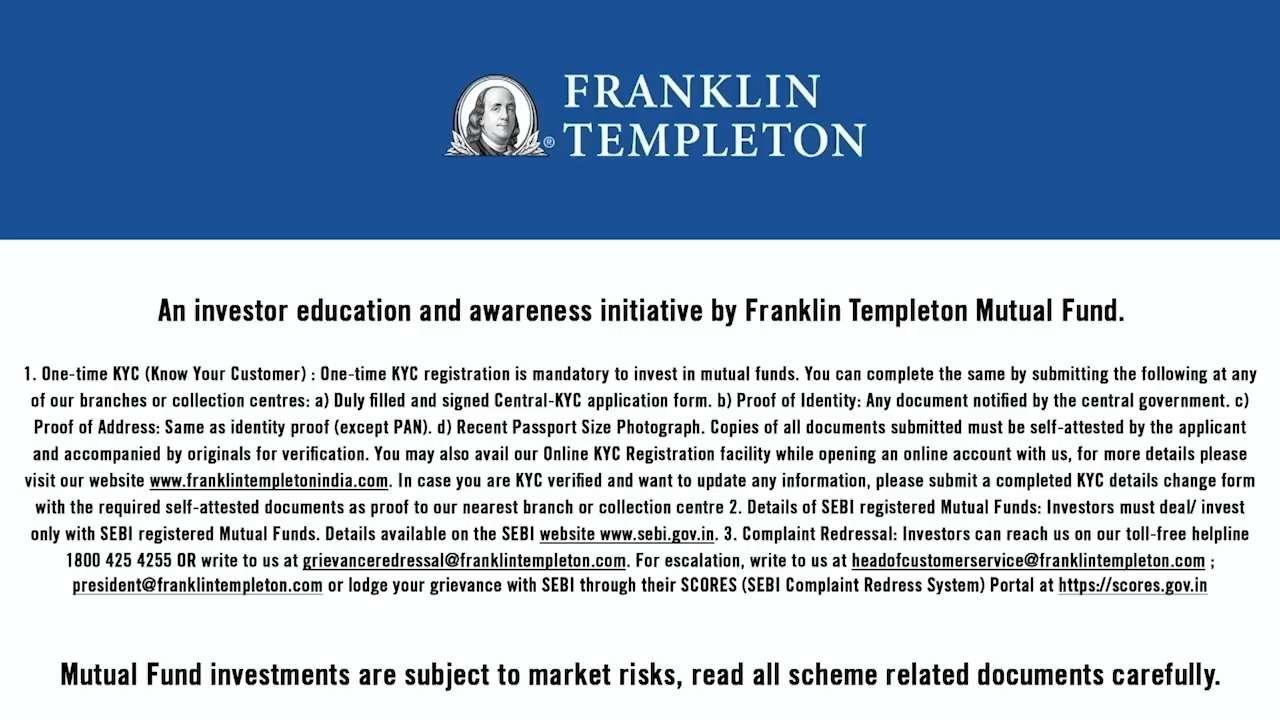 FRANKLIN
TEMPLETON
®
An investor education and awareness initiative by Franklin Templeton Mutual Fund.
1. One-time KYC (Know Your Customer) : One-time KYC registration is mandatory to invest in mutual funds. You can complete the same by submitting the following at any
of our branches or collection centres: a) Duly filled and signed Central-KYC application form. b) Proof of Identity: Any document notified by the central government. c)
Proof of Address: Same as identity proof (except PAN). d) Recent Passport Size Photograph. Copies of all documents submitted must be self-attested by the applicant
and accompanied by originals for verification. You may also avail our Online KYC Registration facility while opening an online account with us, for more details please
visit our website www.franklintempletonindia.com. In case you are KYC verified and want to update any information, please submit a completed KYC details change form
with the required self-attested documents as proof to our nearest branch or collection centre 2. Details of SEBI registered Mutual Funds: Investors must deal/ invest
only with SEBI registered Mutual Funds. Details available on the SEBI website www.sebi.gov.in. 3. Complaint Redressal: Investors can reach us on our toll-free helpline
1800 425 4255 OR write to us at grievanceredressal@franklintempleton.com. For escalation, write to us at headofcustomerservice@franklintempleton.com ;
president@franklintempleton.com or lodge your grievance with SEBI through their SCORES (SEBI Complaint Redress System) Portal at https://scores.gov.in
Mutual Fund investments are subject to market risks, read all scheme related documents carefully.